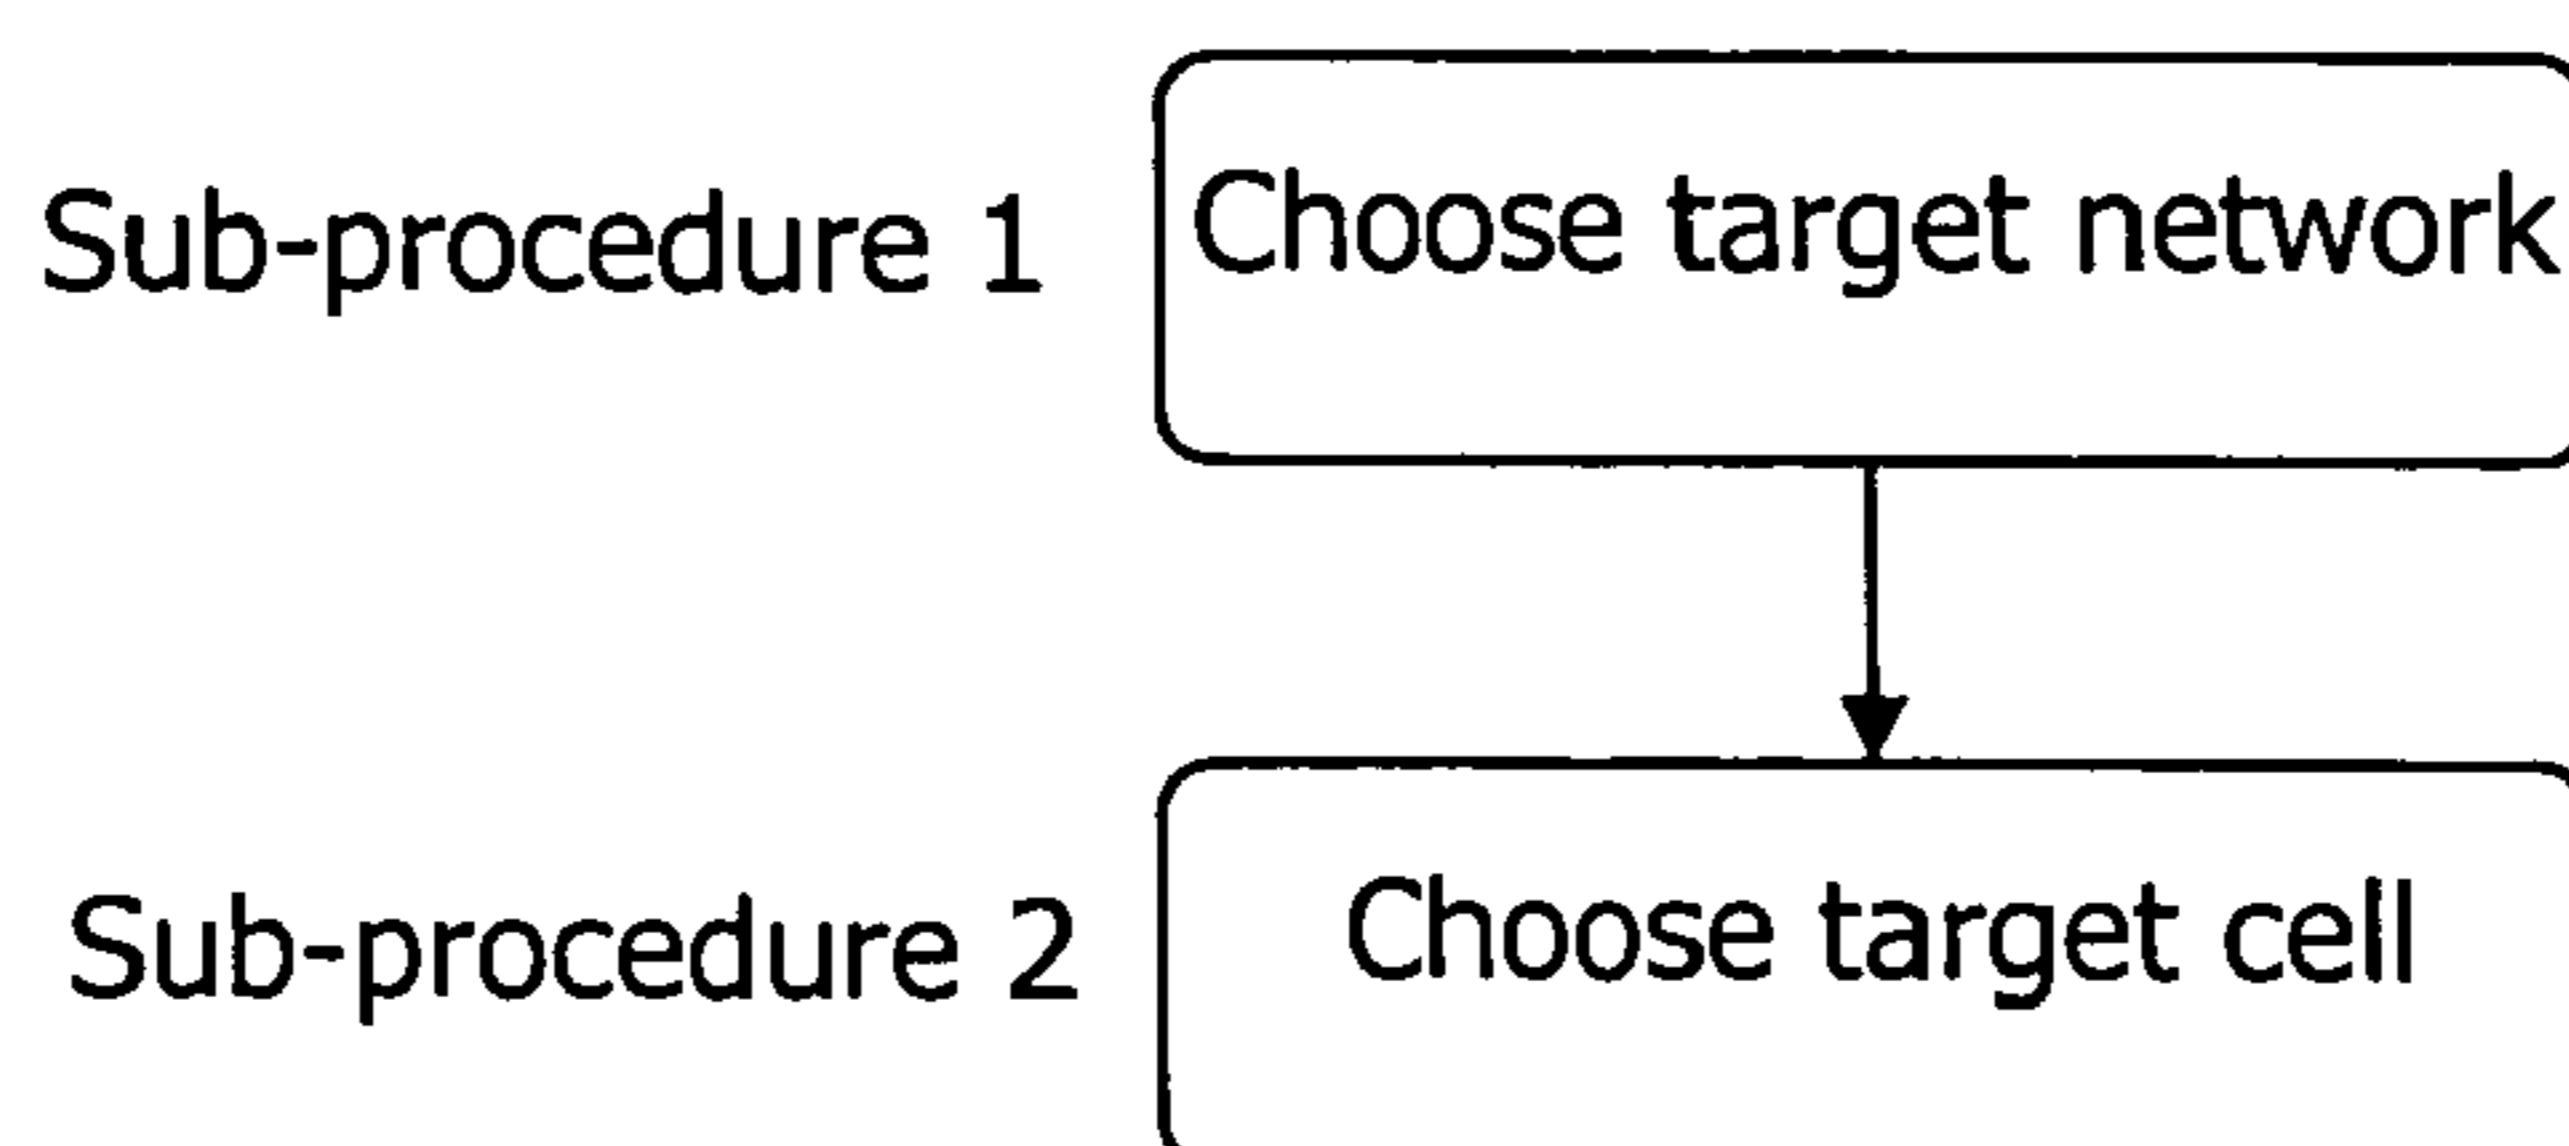 Sub-procedure 1
Choose target network
Sub-procedure 2
Choose target cell